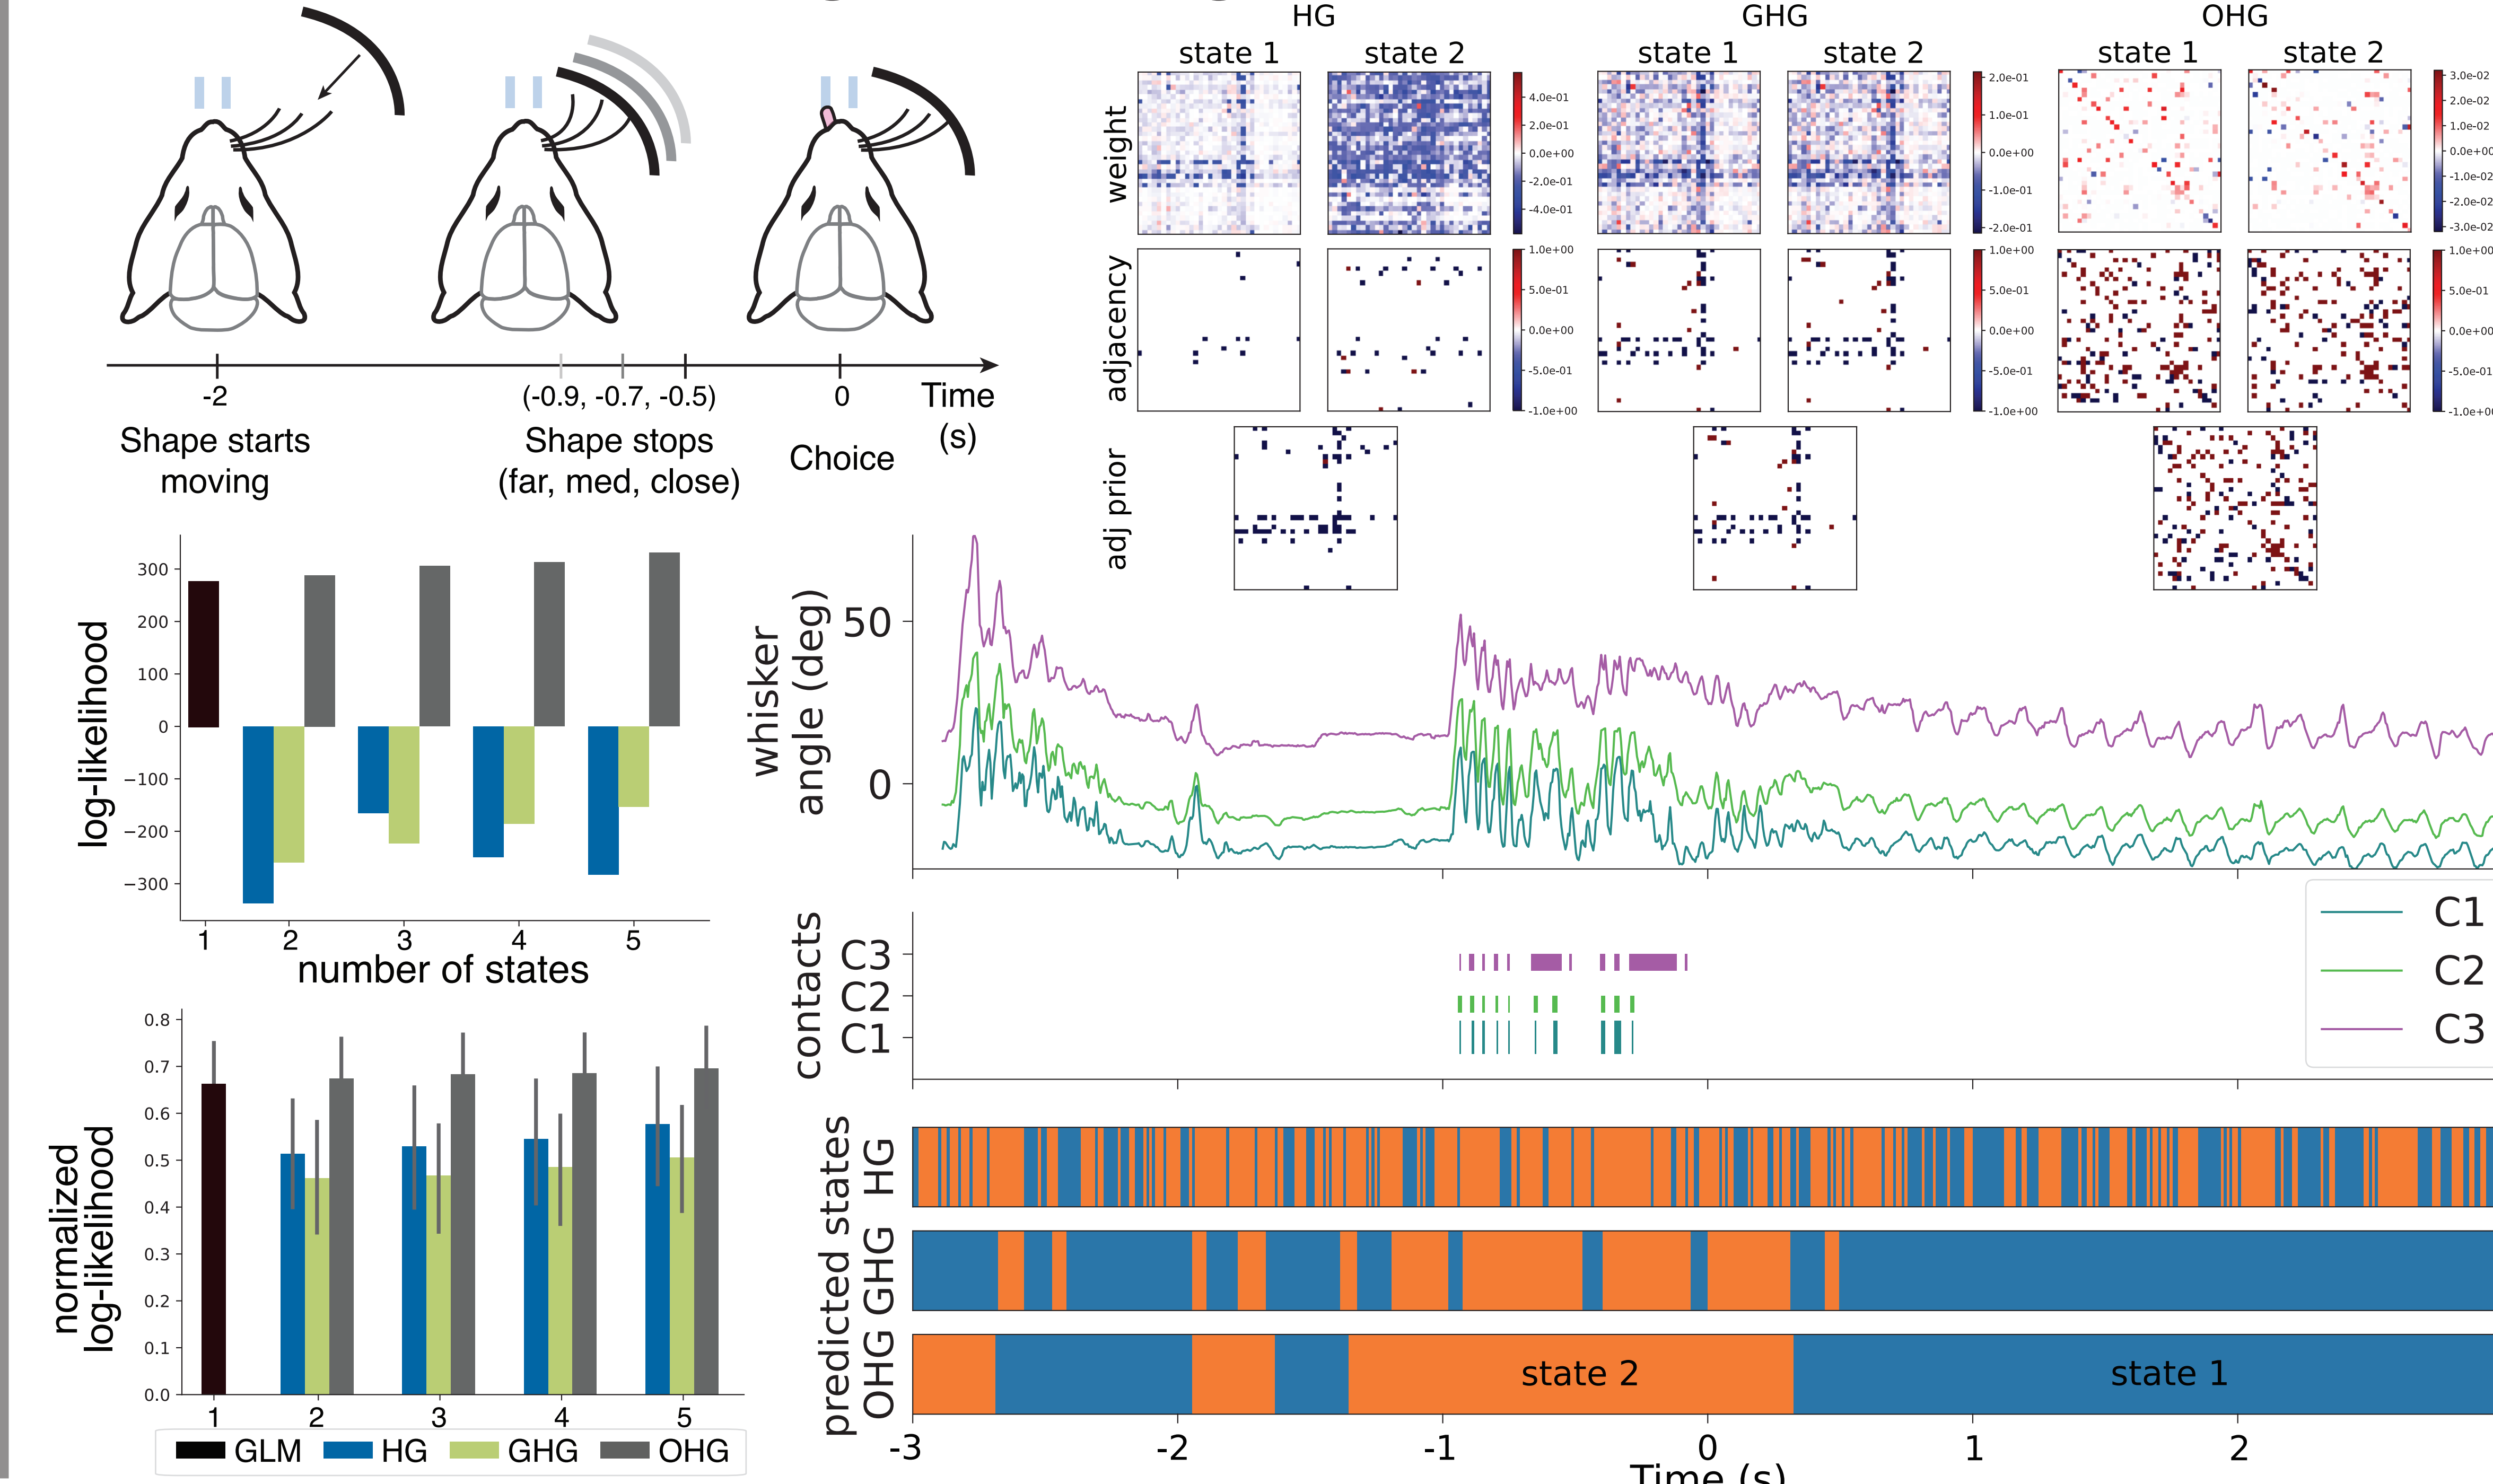 -2
(-0.9, -0.7, -0.5)
0
Time
(s)
Shape starts
moving
Shape stops
(far, med, close)
Choice
HG
GHG
OHG
state 1
state 2
state 1
state 2
state 1
state 2
weight
4.0e-01
2.0e-01
0.0e+00
-2.0e-01
-4.0e-01
2.0e-01
1.0e-01
0.0e+00
-1.0e-01
-2.0e-01
3.0e-02
2.0e-02
1.0e-02
0.0e+00
-1.0e-02
-2.0e-02
-3.0e-02
adjacency
1.0e+00
5.0e-01
0.0e+00
-5.0e-01
-1.0e+00
1.0e+00
5.0e-01
0.0e+00
-5.0e-01
-1.0e+00
1.0e+00
5.0e-01
0.0e+00
-5.0e-01
-1.0e+00
adj prior
log-likelihood
300
200
100
0
−100
−200
−300
1
2
3
4
5
number of states
normalized
log-likelihood
0.8
0.7
0.6
0.5
0.4
0.3
0.2
0.1
0.0
1
2
3
4
5
GLM
HG
GHG
OHG
whisker
angle (deg)
50
0
contacts
C3
C2
C1
C1
C2
C3
predicted states
HG
GHG
OHG
state 2
state 1
-3
-2
-1
0
1
2
Time (s)